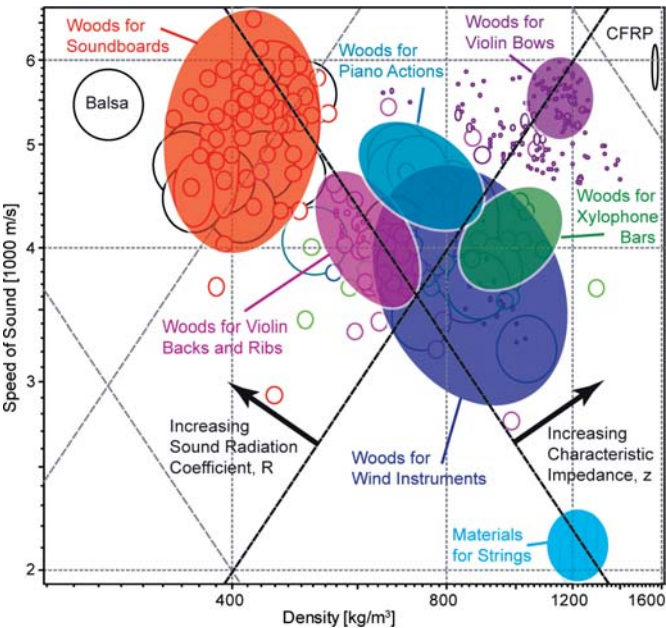 Woods for
Soundboards
Woods for
Piano Actions
Woods for
Violin Bows
CFRP
Balsa
Woods for
Xylophone
Bars
Woods for Violin
Backs and Ribs
Increasing
Sound Radiation
Coefficient, R
Woods for
Wind Instruments
Increasing
Characteristic
Impedance, z
Materials
for Strings
Speed of Sound [1000 m/s]
6
5
4
3
2
400
800
1200
1600
Density [kg/m³]